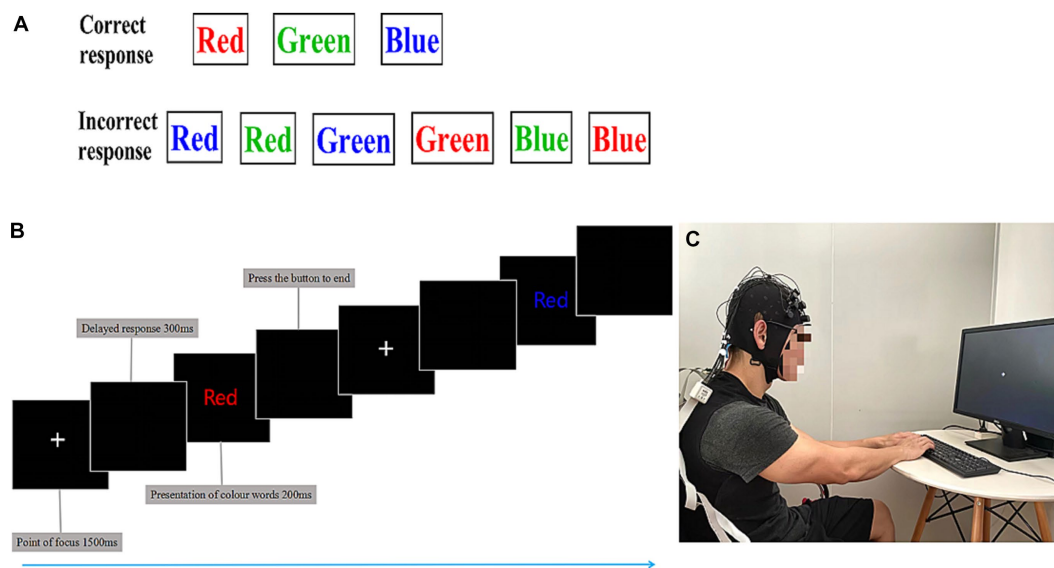 A
Correct
response
Red Green Blue
Incorrect
response
Red Red Green Green Blue Blue
B
C
Press the button to end
Red
Delayed response 300ms
Red
Presentation of colour words 200ms
Point of focus 1500ms